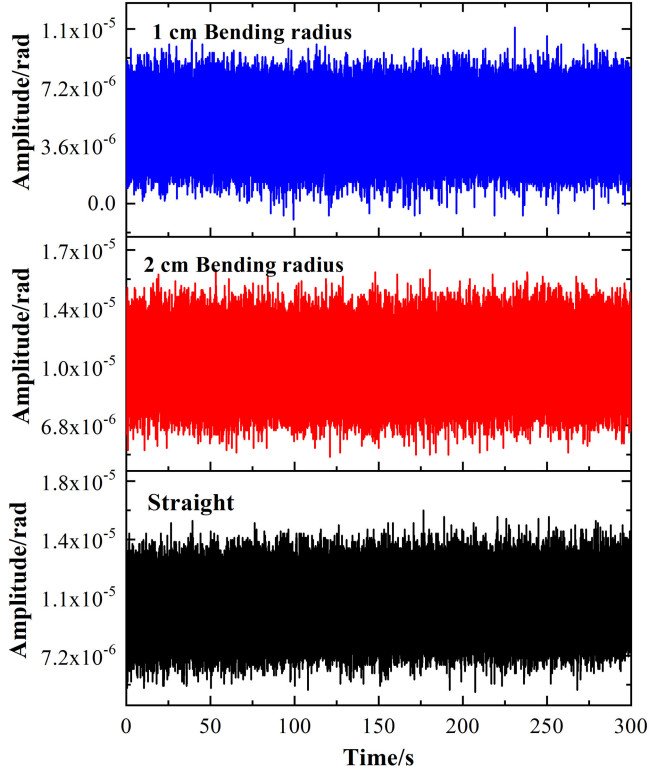 1 cm Bending radius
Amplitude/rad
1.1x10⁻⁵
7.2x10⁻⁶
3.6x10⁻⁶
0.0
2 cm Bending radius
Amplitude/rad
1.7x10⁻⁵
1.4x10⁻⁵
1.0x10⁻⁵
6.8x10⁻⁶
Straight
Amplitude/rad
1.8x10⁻⁵
1.4x10⁻⁵
1.1x10⁻⁵
7.2x10⁻⁶
0 50 100 150 200 250 300
Time/s